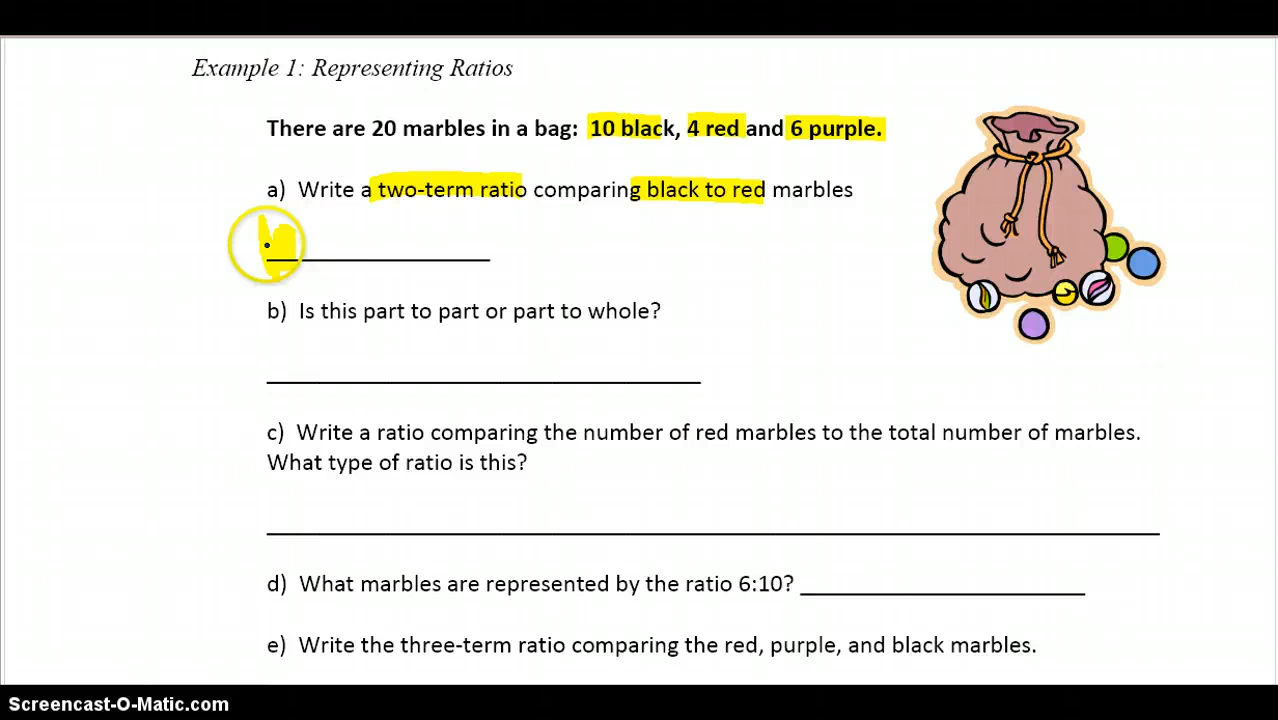 Example 1: Representing Ratios
There are 20 marbles in a bag: 10 black, 4 red and 6 purple.
a) Write a two-term ratio comparing black to red marbles
b) Is this part to part or part to whole?
c) Write a ratio comparing the number of red marbles to the total number of marbles.
What type of ratio is this?
d) What marbles are represented by the ratio 6:10?
e) Write the three-term ratio comparing the red, purple, and black marbles.
Screencast-O-Matic.com